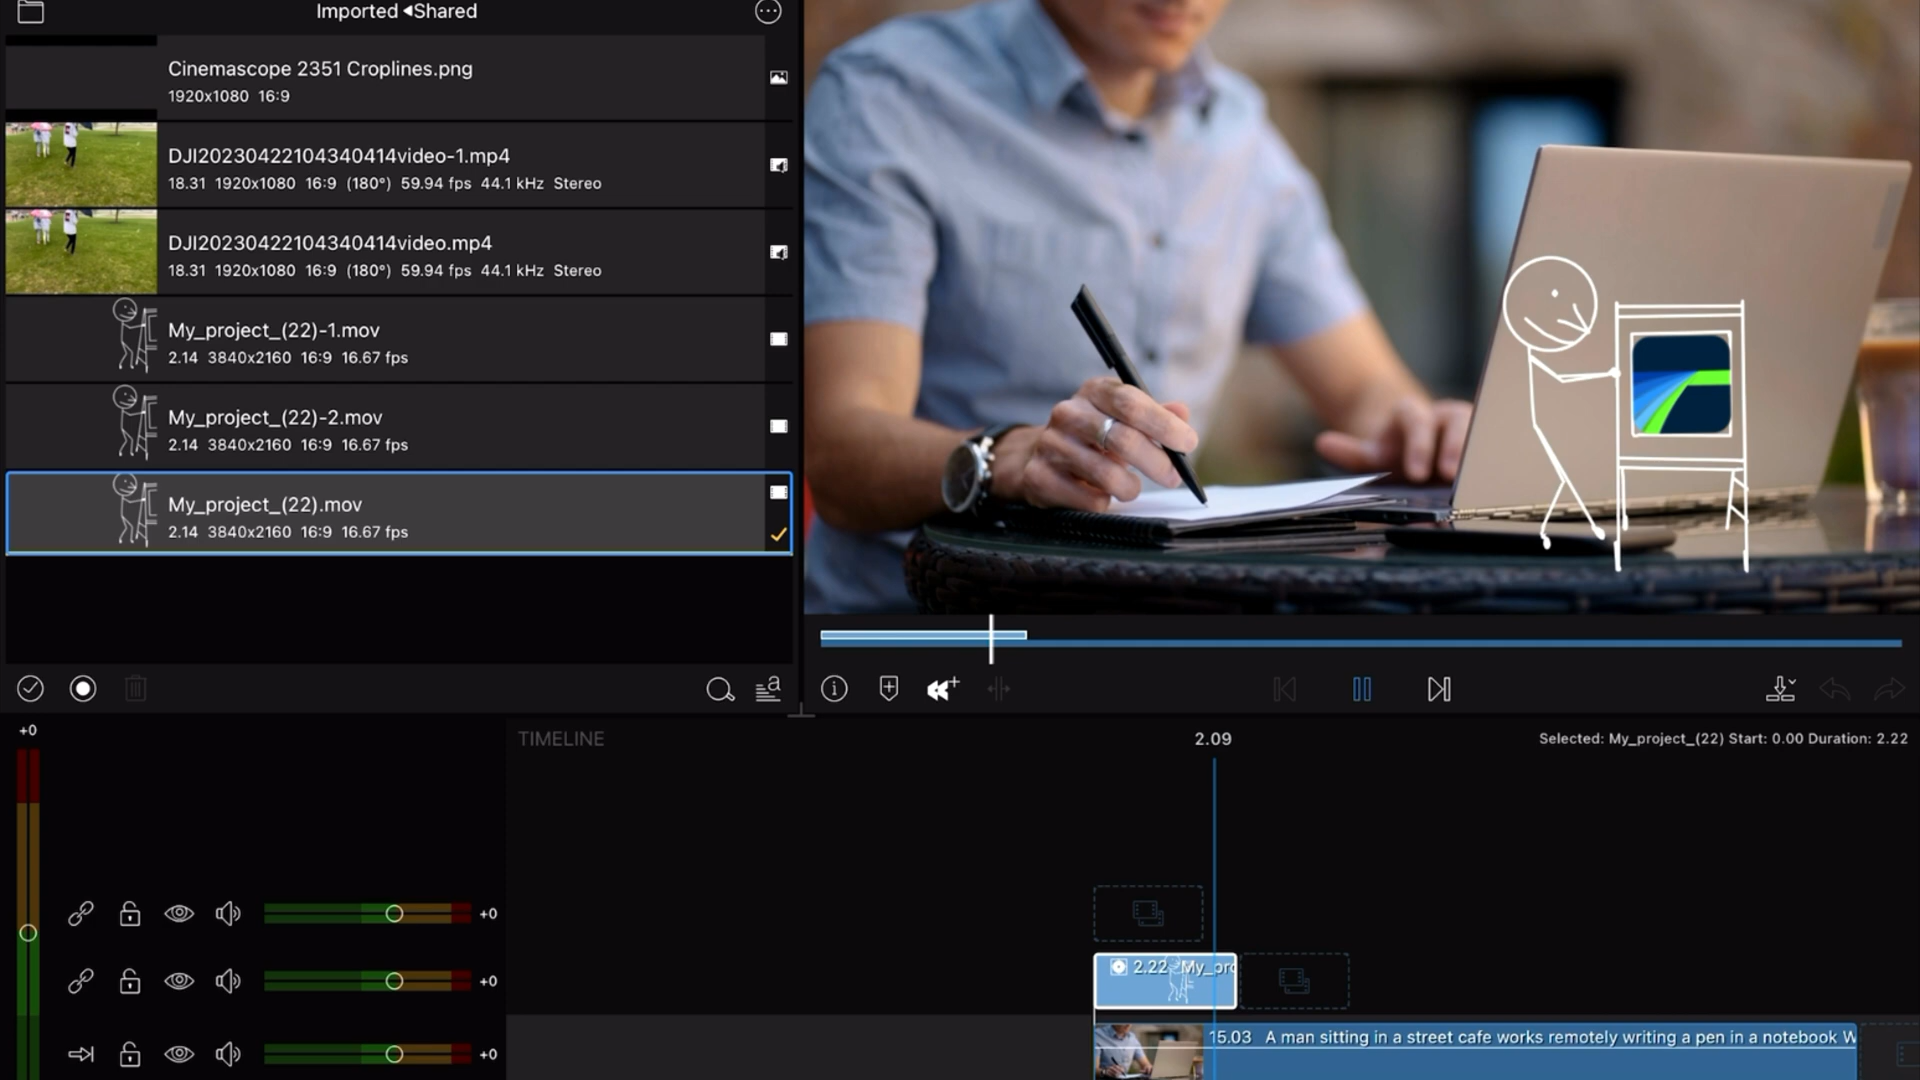 Imported ◂Shared
Cinemascope 2351 Croplines.png
1920x1080 16:9
DJI20230422104340414video-1.mp4
18.31 1920x1080 16:9 (180°) 59.94 fps 44.1 kHz Stereo
DJI20230422104340414video.mp4
18.31 1920x1080 16:9 (180°) 59.94 fps 44.1 kHz Stereo
My_project_(22)-1.mov
2.14 3840x2160 16:9 16.67 fps
My_project_(22)-2.mov
2.14 3840x2160 16:9 16.67 fps
My_project_(22).mov
2.14 3840x2160 16:9 16.67 fps
+0
TIMELINE
2.09
Selected: My_project_(22) Start: 0.00 Duration: 2.22
+0
2.22 My_pro
+0
15.03 A man sitting in a street cafe works remotely writing a pen in a notebook W
+0